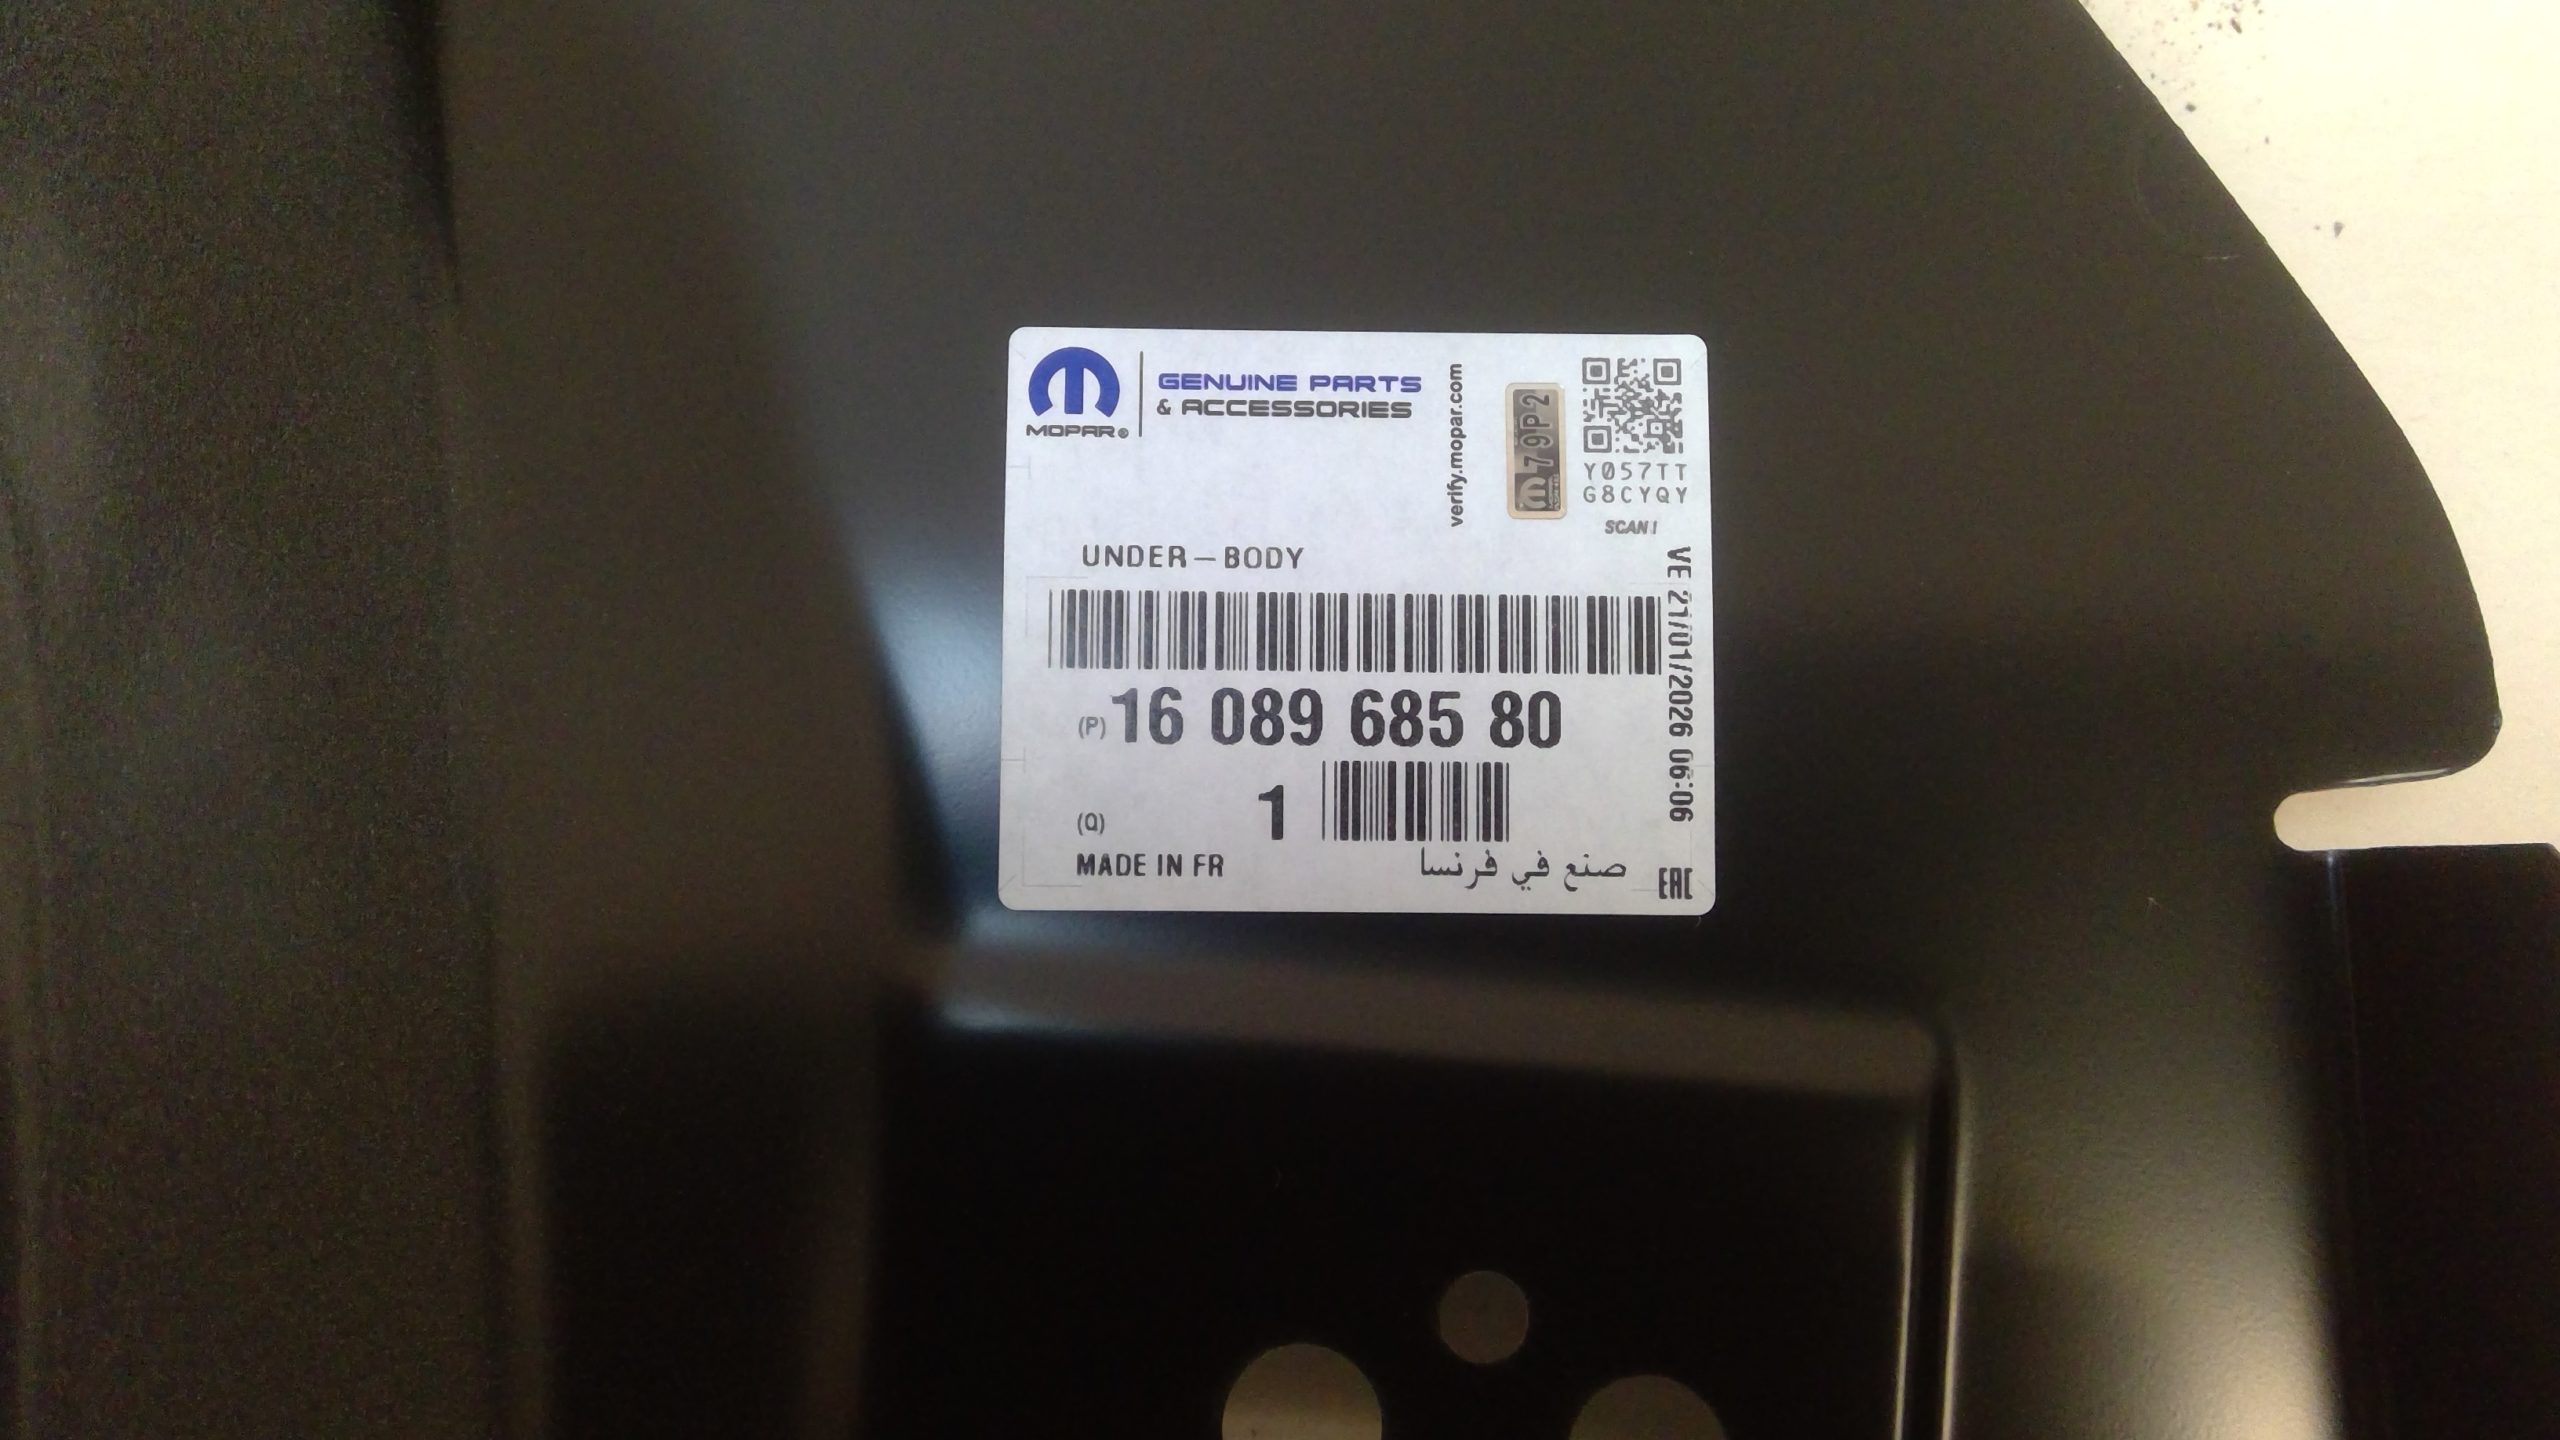 MOPAR®
GENUINE PARTS
& ACCESSORIES
verify.mopar.com
79P2
Y057TT
G8CYQY
SCAN!
UNDER-BODY
VE 21/01/2026 06:06
(P) 16 089 685 80
(Q) 1
MADE IN FR
صنع في فرنسا
EAC